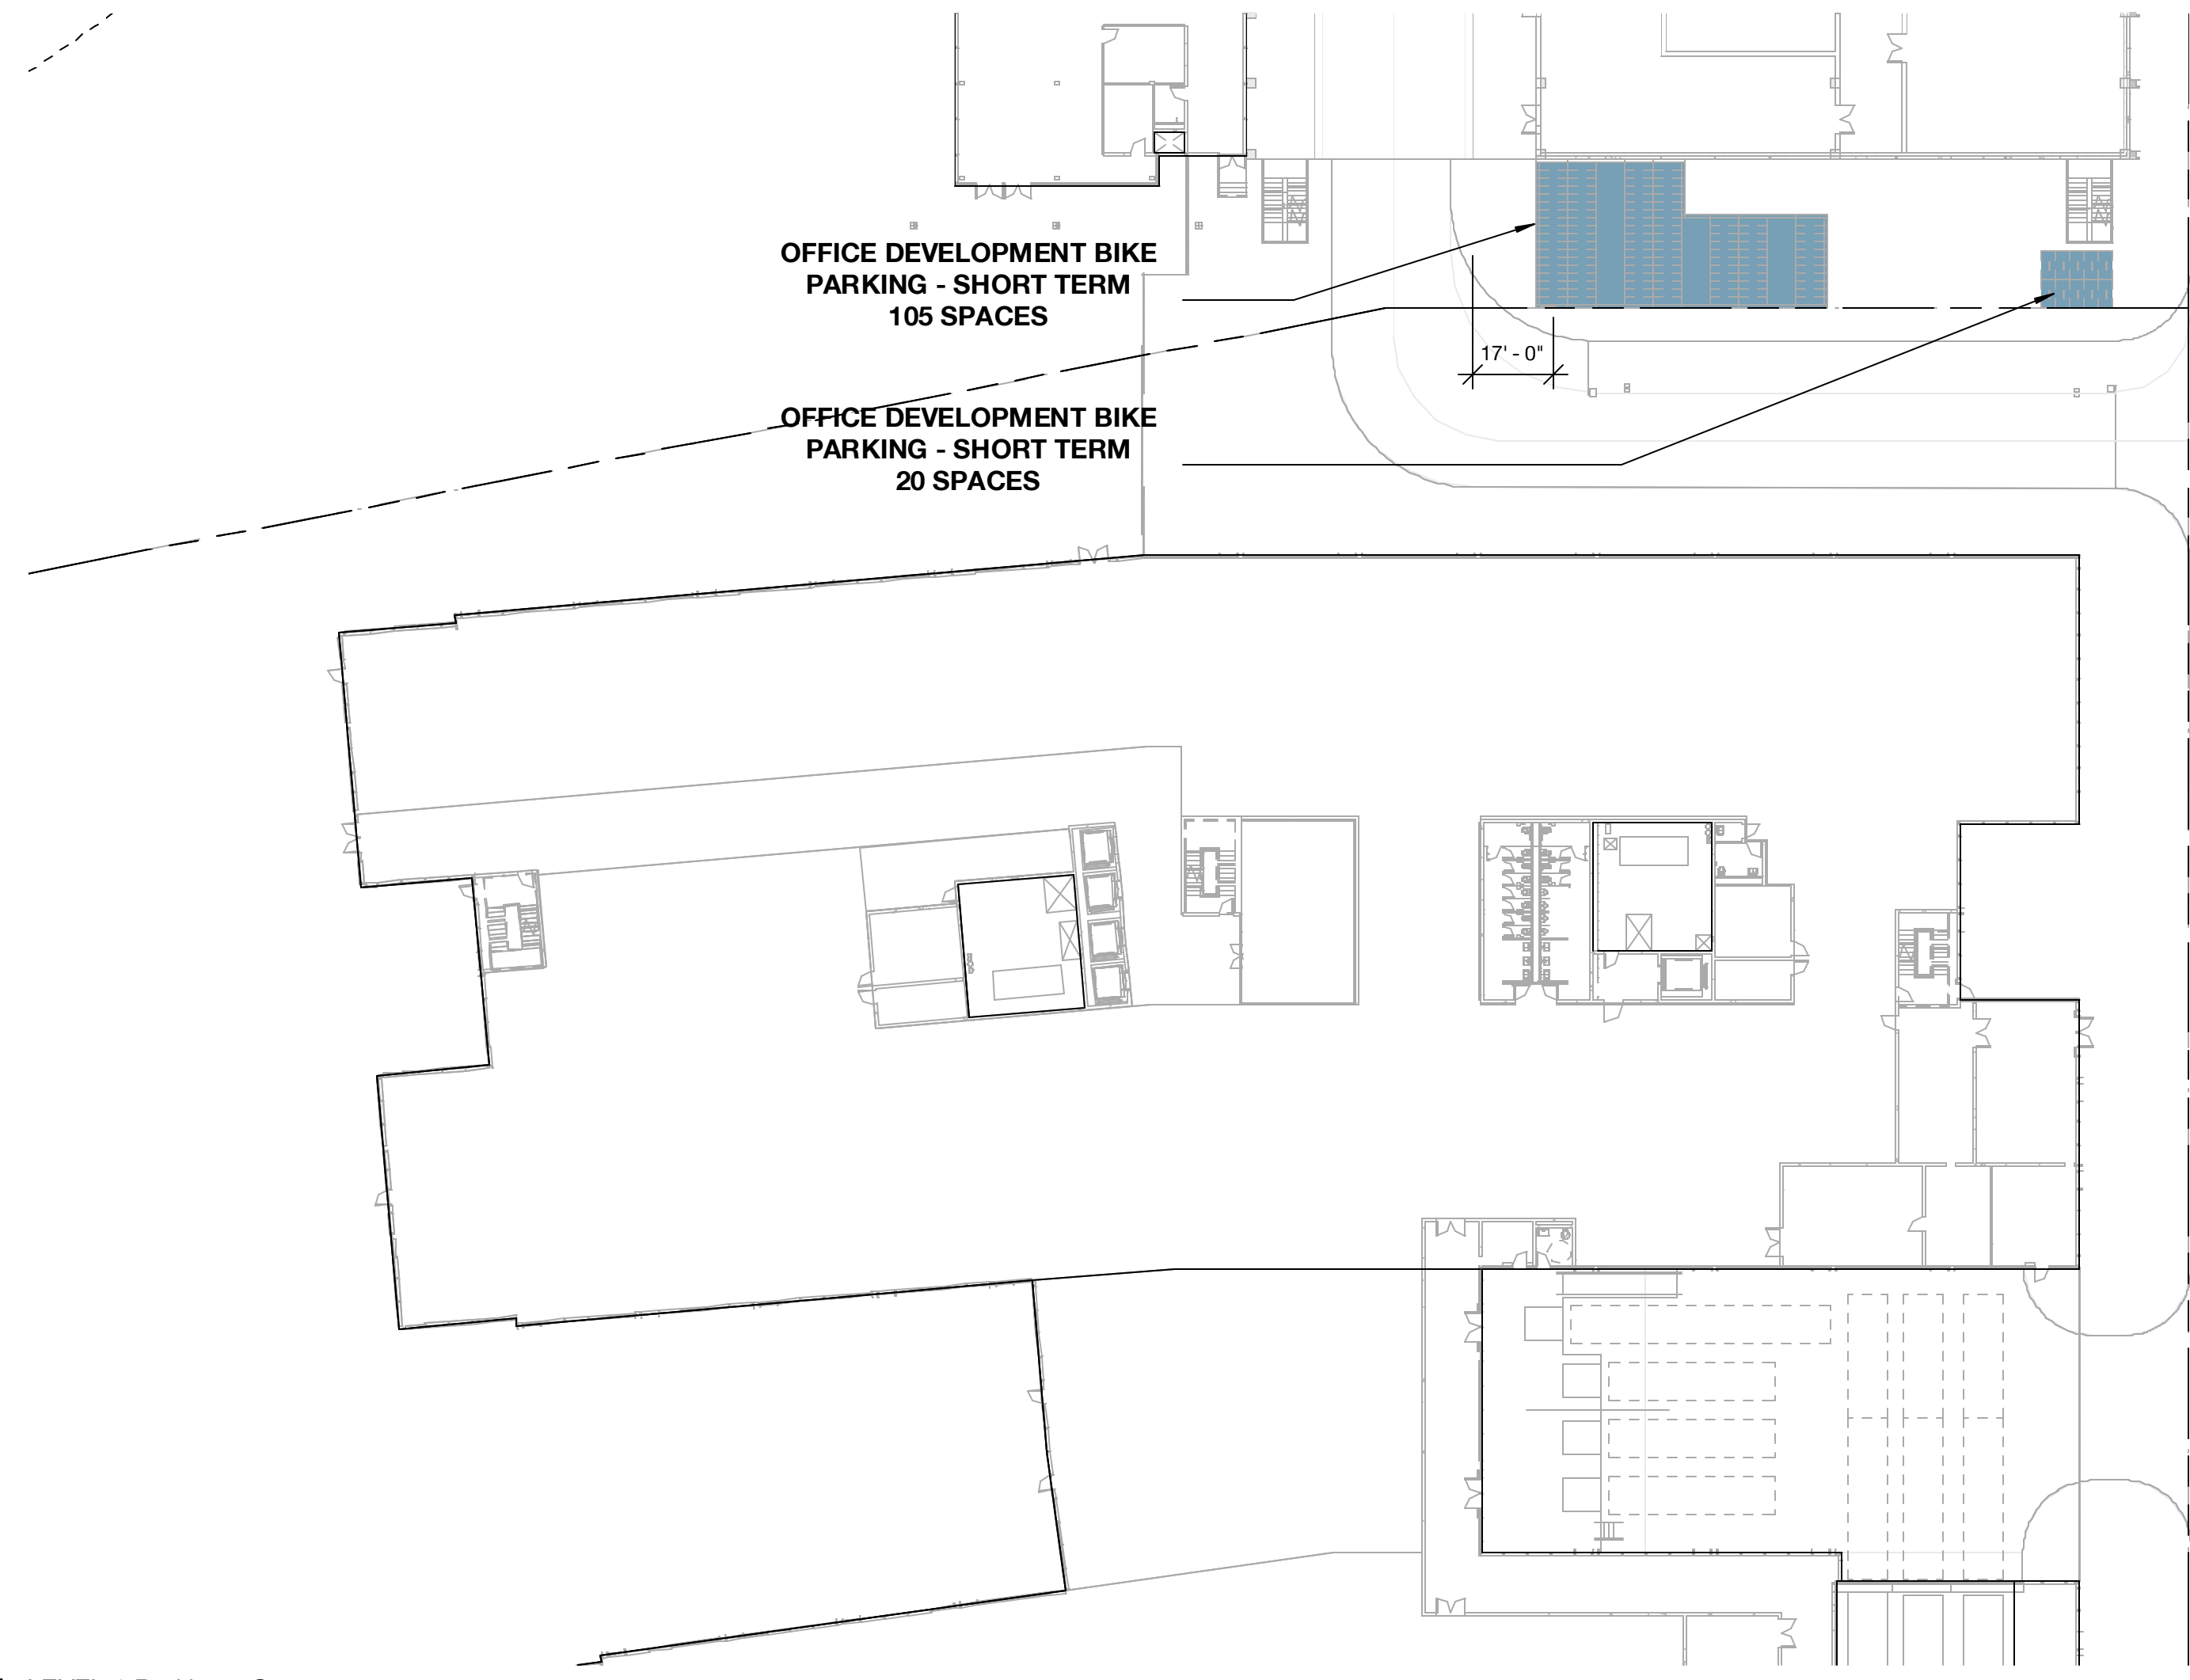 OFFICE DEVELOPMENT BIKE
PARKING - SHORT TERM
105 SPACES
17' - 0"
OFFICE DEVELOPMENT BIKE
PARKING - SHORT TERM
20 SPACES